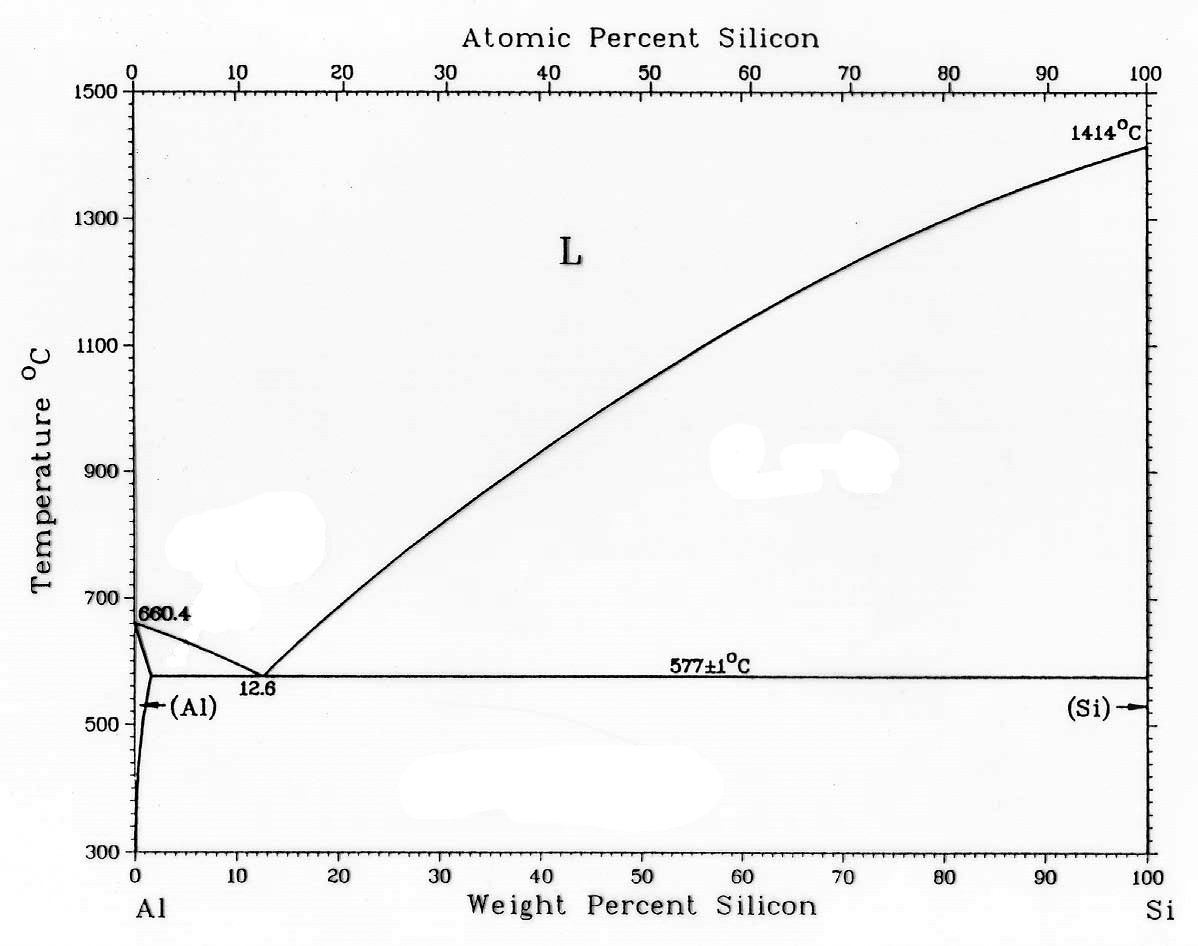 Atomic Percent Silicon
0 10 20 30 40 50 60 70 80 90 100
1500
1414°C
1300
L
1100
Temperature °C
900
700
660.4
577±1°C
12.6
(Al)
(Si)
500
300
0 10 20 30 40 50 60 70 80 90 100
Al
Weight Percent Silicon
Si